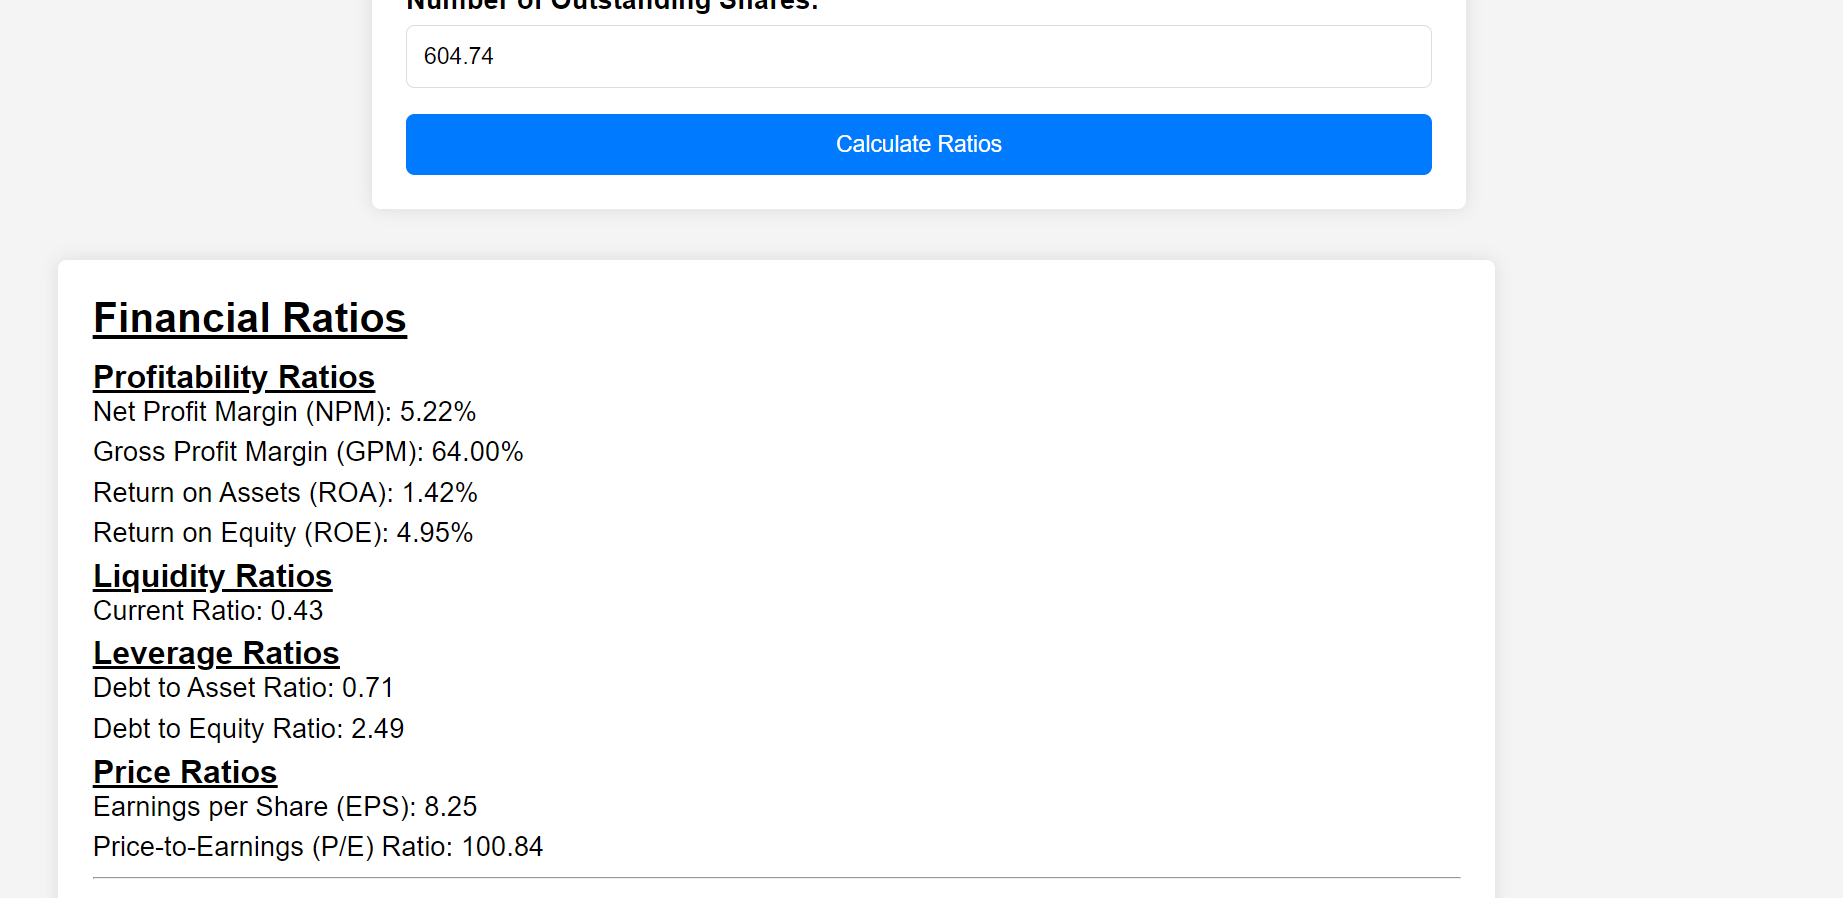 Number of Outstanding Shares:
604.74
Calculate Ratios
Financial Ratios
Profitability Ratios
Net Profit Margin (NPM): 5.22%
Gross Profit Margin (GPM): 64.00%
Return on Assets (ROA): 1.42%
Return on Equity (ROE): 4.95%
Liquidity Ratios
Current Ratio: 0.43
Leverage Ratios
Debt to Asset Ratio: 0.71
Debt to Equity Ratio: 2.49
Price Ratios
Earnings per Share (EPS): 8.25
Price-to-Earnings (P/E) Ratio: 100.84